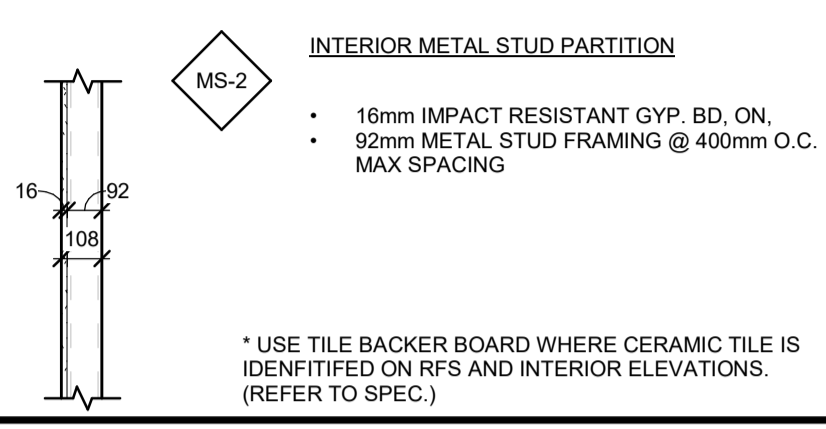 INTERIOR METAL STUD PARTITION
MS-2
• 16mm IMPACT RESISTANT GYP. BD, ON,
• 92mm METAL STUD FRAMING @ 400mm O.C.
MAX SPACING
16
92
108
* USE TILE BACKER BOARD WHERE CERAMIC TILE IS
IDENFITIFED ON RFS AND INTERIOR ELEVATIONS.
(REFER TO SPEC.)